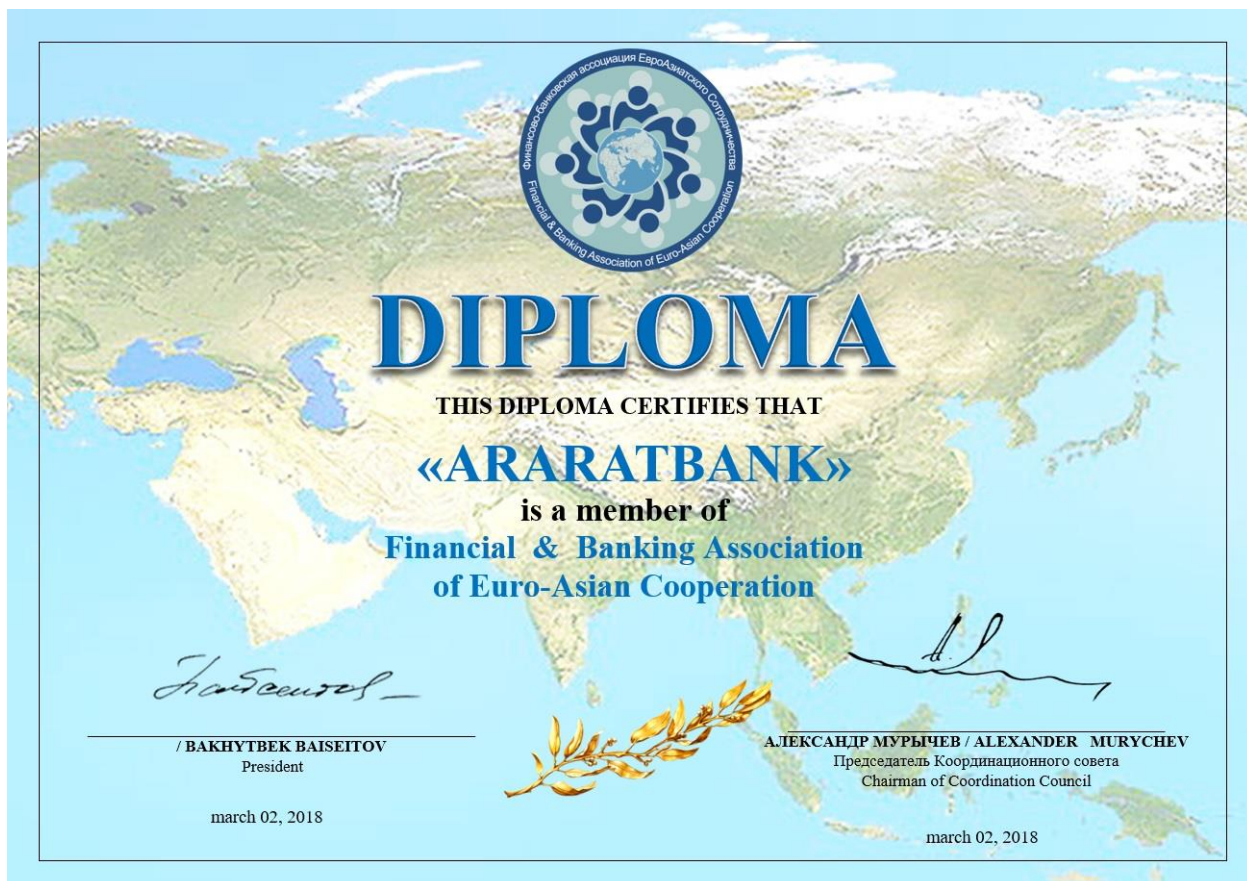 Финансово-банковская ассоциация ЕвроАзиатского Сотрудничества
Financial & Banking Association of Euro-Asian Cooperation
DIPLOMA
THIS DIPLOMA CERTIFIES THAT
«ARARATBANK»
is a member of
Financial & Banking Association
of Euro-Asian Cooperation
/ BAKHYTBEK BAISEITOV
President
march 02, 2018
АЛЕКСАНДР МУРЫЧЕВ / ALEXANDER MURYCHEV
Председатель Координационного совета
Chairman of Coordination Council
march 02, 2018